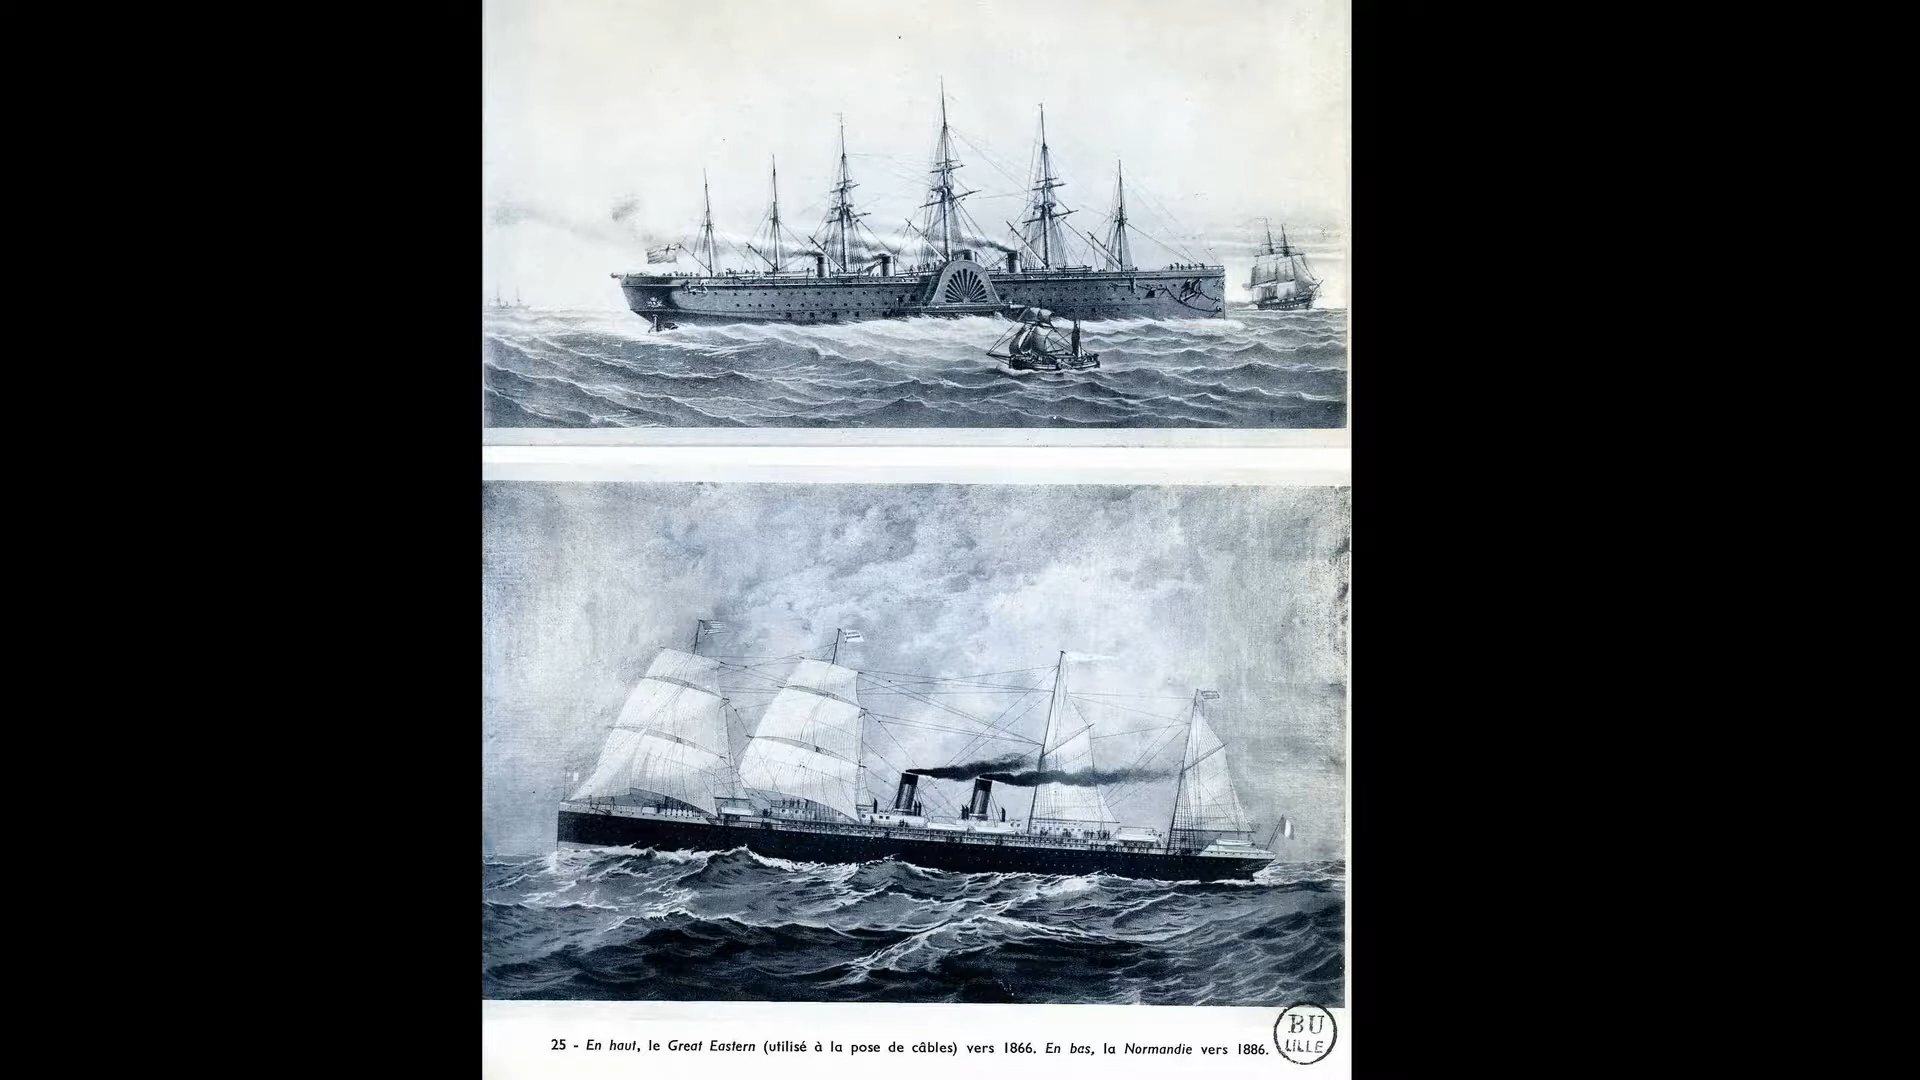 25 - En haut, le Great Eastern (utilisé à la pose de câbles) vers 1866. En bas, la Normandie vers 1886.
BU
LILLE